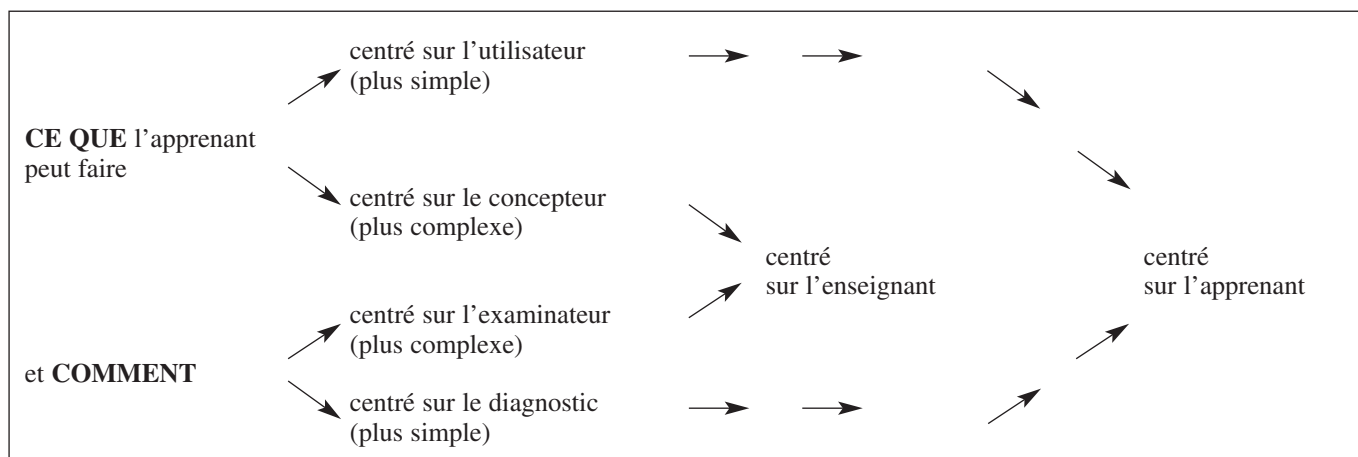 centré sur l’utilisateur
(plus simple)
CE QUE l’apprenant
peut faire
centré sur le concepteur
(plus complexe)
centré
sur l’enseignant
centré
sur l’apprenant
centré sur l’examinateur
(plus complexe)
et COMMENT
centré sur le diagnostic
(plus simple)